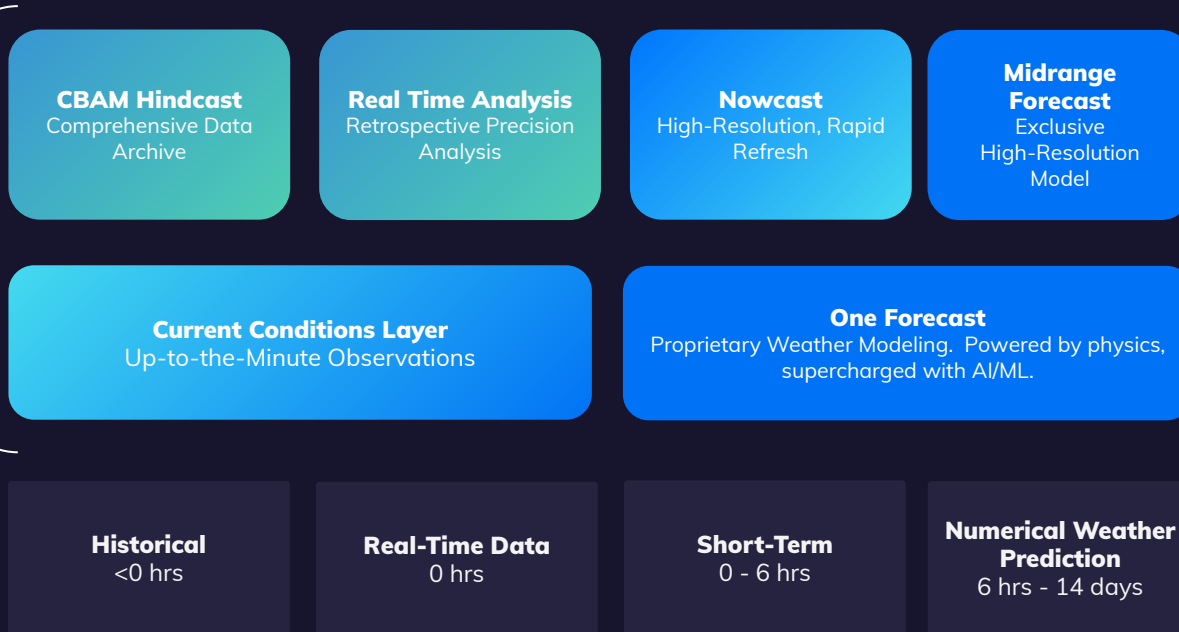 CBAM Hindcast
Comprehensive Data
Archive
Real Time Analysis
Retrospective Precision
Analysis
Nowcast
High-Resolution, Rapid
Refresh
Midrange
Forecast
Exclusive
High-Resolution
Model
Current Conditions Layer
Up-to-the-Minute Observations
One Forecast
Proprietary Weather Modeling.  Powered by physics,
supercharged with AI/ML.
Historical
<0 hrs
Real-Time Data
0 hrs
Short-Term
0 - 6 hrs
Numerical Weather
Prediction
6 hrs - 14 days